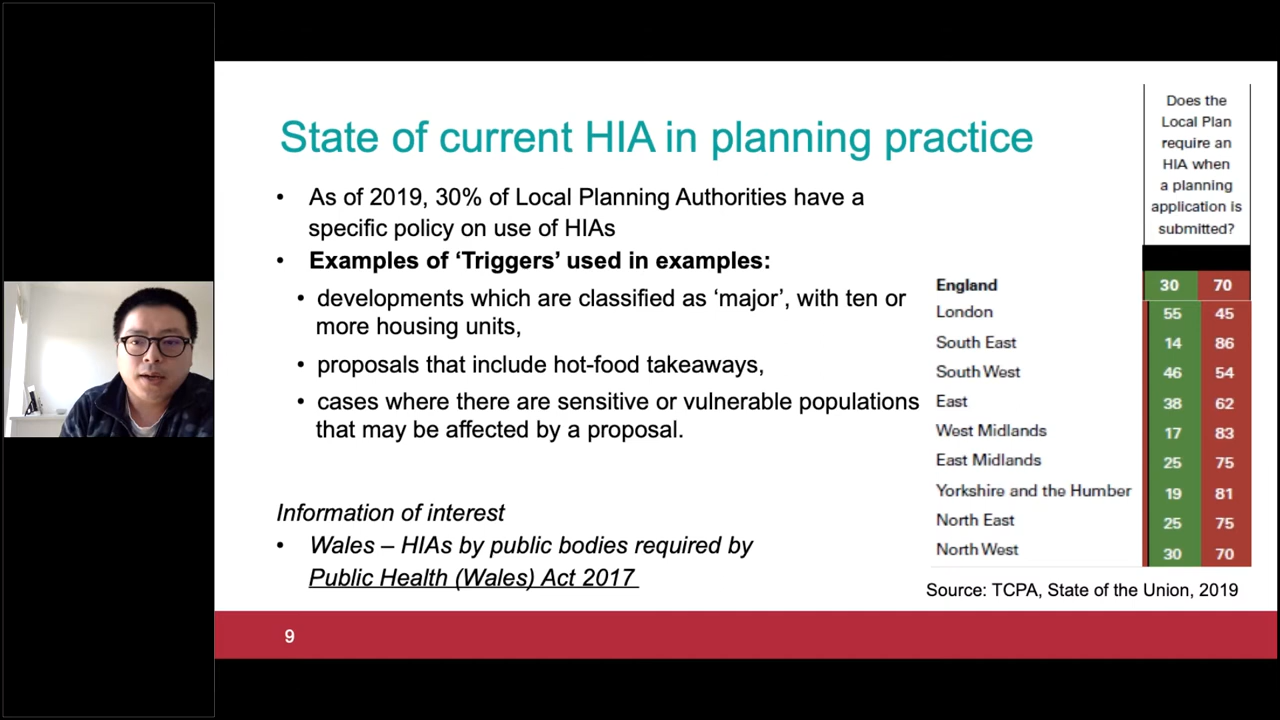 State of current HIA in planning practice
• As of 2019, 30% of Local Planning Authorities have a
specific policy on use of HIAs
• Examples of ‘Triggers’ used in examples:
• developments which are classified as ‘major’, with ten or
more housing units,
• proposals that include hot-food takeaways,
• cases where there are sensitive or vulnerable populations
that may be affected by a proposal.
Information of interest
• Wales – HIAs by public bodies required by
Public Health (Wales) Act 2017
Does the
Local Plan
require an
HIA when
a planning
application is
submitted?
England 30 70
London 55 45
South East 14 86
South West 46 54
East 38 62
West Midlands 17 83
East Midlands 25 75
Yorkshire and the Humber 19 81
North East 25 75
North West 30 70
Source: TCPA, State of the Union, 2019
9